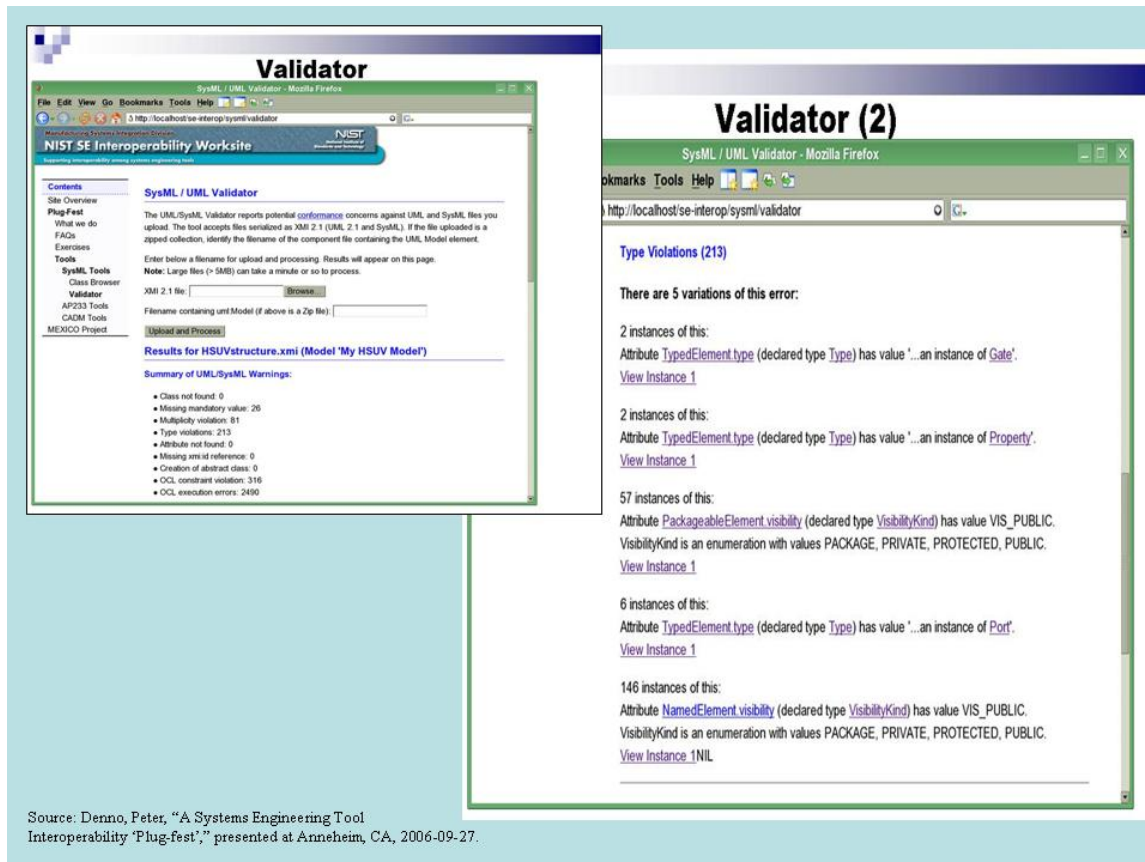 Validator
SysML / UML Validator - Mozilla Firefox
File Edit View Go Bookmarks Tools Help
http://localhost/se-interop/sysml/validator
Manufacturing Systems Integration Division
NIST
NIST SE Interoperability Worksite
National Institute of
Standards and Technology
Supporting interoperability among systems engineering tools
Contents
Site Overview
Plug-Fest
What we do
FAQs
Exercises
Tools
SysML Tools
Class Browser
Validator
AP233 Tools
CADM Tools
MEXICO Project
SysML / UML Validator
The UML/SysML Validator reports potential conformance concerns against UML and SysML files you
upload. The tool accepts files serialized as XMI 2.1 (UML 2.1 and SysML). If the file uploaded is a
zipped collection, identify the filename of the component file containing the UML Model element.
Enter below a filename for upload and processing. Results will appear on this page.
Note: Large files (> 5MB) can take a minute or so to process.
XMI 2.1 file: Browse...
Filename containing uml:Model (if above is a Zip file):
Upload and Process
Results for HSUVstructure.xmi (Model 'My HSUV Model')
Summary of UML/SysML Warnings:
● Class not found: 0
● Missing mandatory value: 26
● Multiplicity violation: 81
● Type violations: 213
● Attribute not found: 0
● Missing xmi:id reference: 0
● Creation of abstract class: 0
● OCL constraint violation: 316
● OCL execution errors: 2490
Validator (2)
SysML / UML Validator - Mozilla Firefox
okmarks Tools Help
http://localhost/se-interop/sysml/validator
Type Violations (213)
There are 5 variations of this error:
2 instances of this:
Attribute TypedElement.type (declared type Type) has value '...an instance of Gate'.
View Instance 1
2 instances of this:
Attribute TypedElement.type (declared type Type) has value '...an instance of Property'.
View Instance 1
57 instances of this:
Attribute PackageableElement.visibility (declared type VisibilityKind) has value VIS_PUBLIC.
VisibilityKind is an enumeration with values PACKAGE, PRIVATE, PROTECTED, PUBLIC.
View Instance 1
6 instances of this:
Attribute TypedElement.type (declared type Type) has value '...an instance of Port'.
View Instance 1
146 instances of this:
Attribute NamedElement.visibility (declared type VisibilityKind) has value VIS_PUBLIC.
VisibilityKind is an enumeration with values PACKAGE, PRIVATE, PROTECTED, PUBLIC.
View Instance 1NIL
Source: Denno, Peter, “A Systems Engineering Tool
Interoperability ‘Plug-fest’,” presented at Anneheim, CA, 2006-09-27.